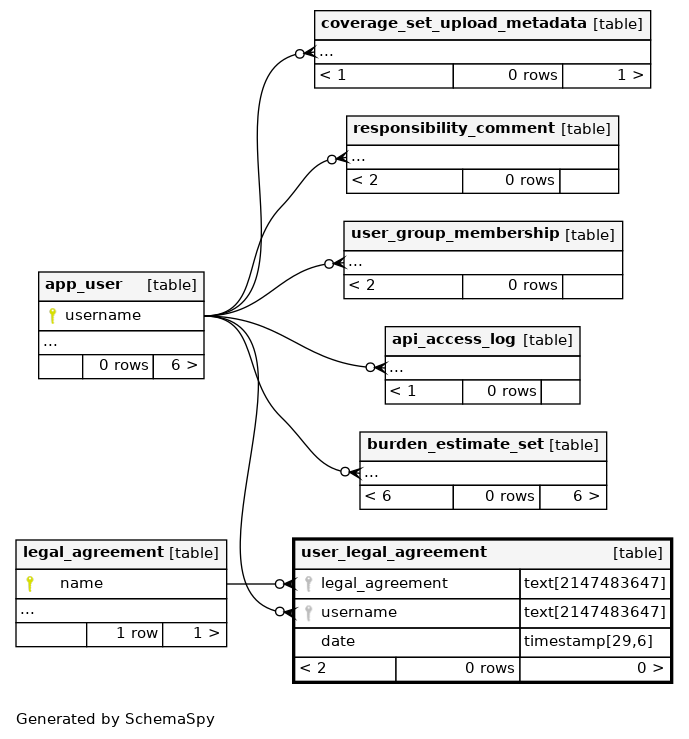 coverage_set_upload_metadata [table]
...
< 1 0 rows 1 >
responsibility_comment [table]
...
< 2 0 rows
user_group_membership [table]
...
< 2 0 rows
app_user [table]
username
...
0 rows 6 >
api_access_log [table]
...
< 1 0 rows
burden_estimate_set [table]
...
< 6 0 rows 6 >
legal_agreement [table]
name
...
1 row 1 >
user_legal_agreement [table]
legal_agreement text[2147483647]
username text[2147483647]
date timestamp[29,6]
< 2 0 rows 0 >
Generated by SchemaSpy